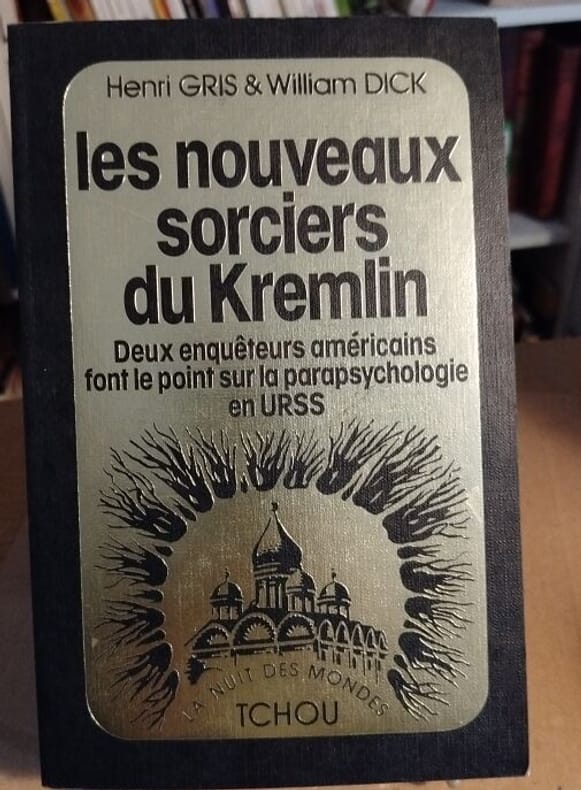 Henri GRIS & William DICK
les nouveaux
sorciers
du Kremlin
Deux enquêteurs américains
font le point sur la parapsychologie
en URSS
LA NUIT DES MONDES
TCHOU